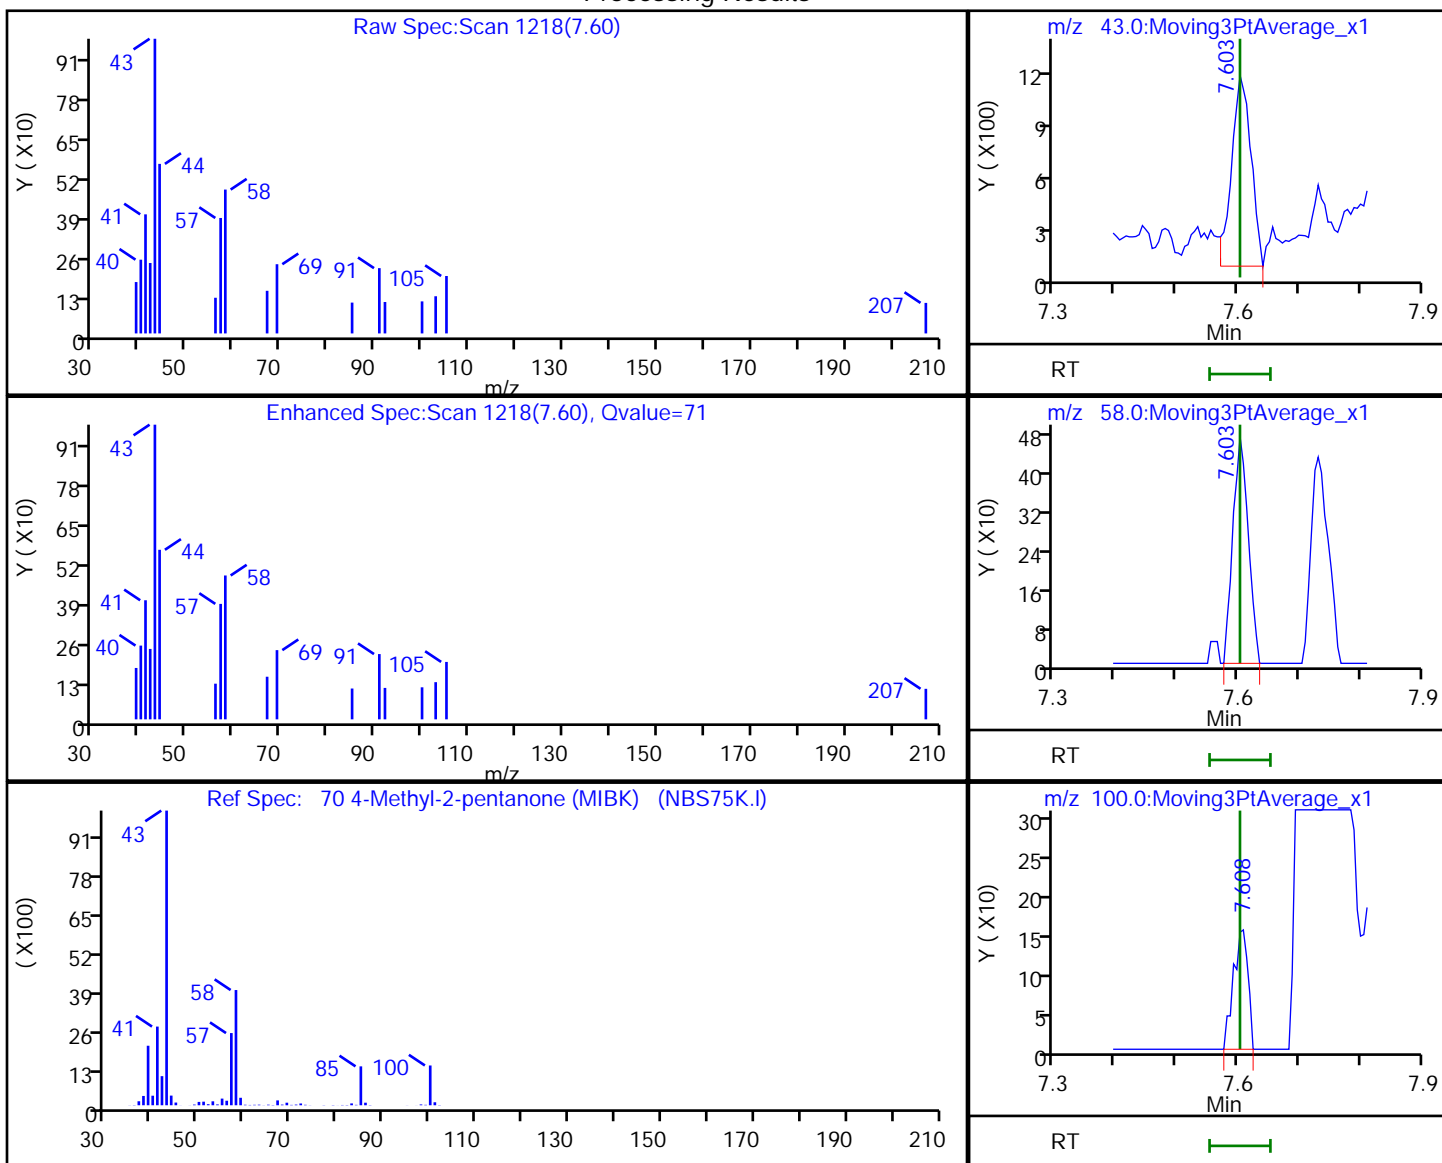 Processing Results
Raw Spec:Scan 1218(7.60)
Y ( X10)
91
78
65
52
39
26
13
0
43
44
41
40
57
58
69
91
105
207
30 50 70 90 110 130 150 170 190 210
m/z
m/z 43.0:Moving3PtAverage_x1
Y ( X100)
12
9
6
3
0
7.603
7.3 7.6 7.9
Min
RT
Enhanced Spec:Scan 1218(7.60), Qvalue=71
Y ( X10)
91
78
65
52
39
26
13
0
43
44
41
40
57
58
69
91
105
207
30 50 70 90 110 130 150 170 190 210
m/z
m/z 58.0:Moving3PtAverage_x1
Y ( X10)
48
40
32
24
16
8
0
7.603
7.3 7.6 7.9
Min
RT
Ref Spec: 70 4-Methyl-2-pentanone (MIBK) (NBS75K.l)
( X100)
91
78
65
52
39
26
13
0
43
41
57
58
85
100
30 50 70 90 110 130 150 170 190 210
m/z 100.0:Moving3PtAverage_x1
Y ( X10)
30
25
20
15
10
5
0
7.608
7.3 7.6 7.9
Min
RT